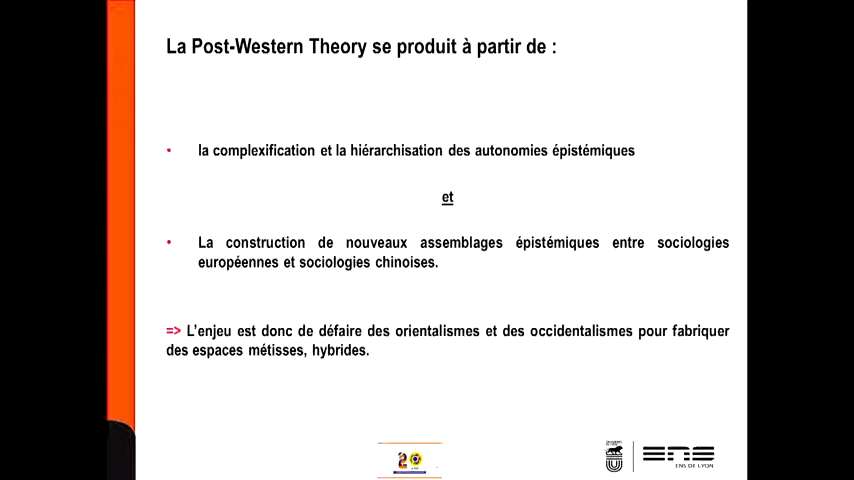 La Post-Western Theory se produit à partir de :
• la complexification et la hiérarchisation des autonomies épistémiques
et
• La construction de nouveaux assemblages épistémiques entre sociologies
européennes et sociologies chinoises.
=> L'enjeu est donc de défaire des orientalismes et des occidentalismes pour fabriquer
des espaces métisses, hybrides.
ENS
ENS DE LYON